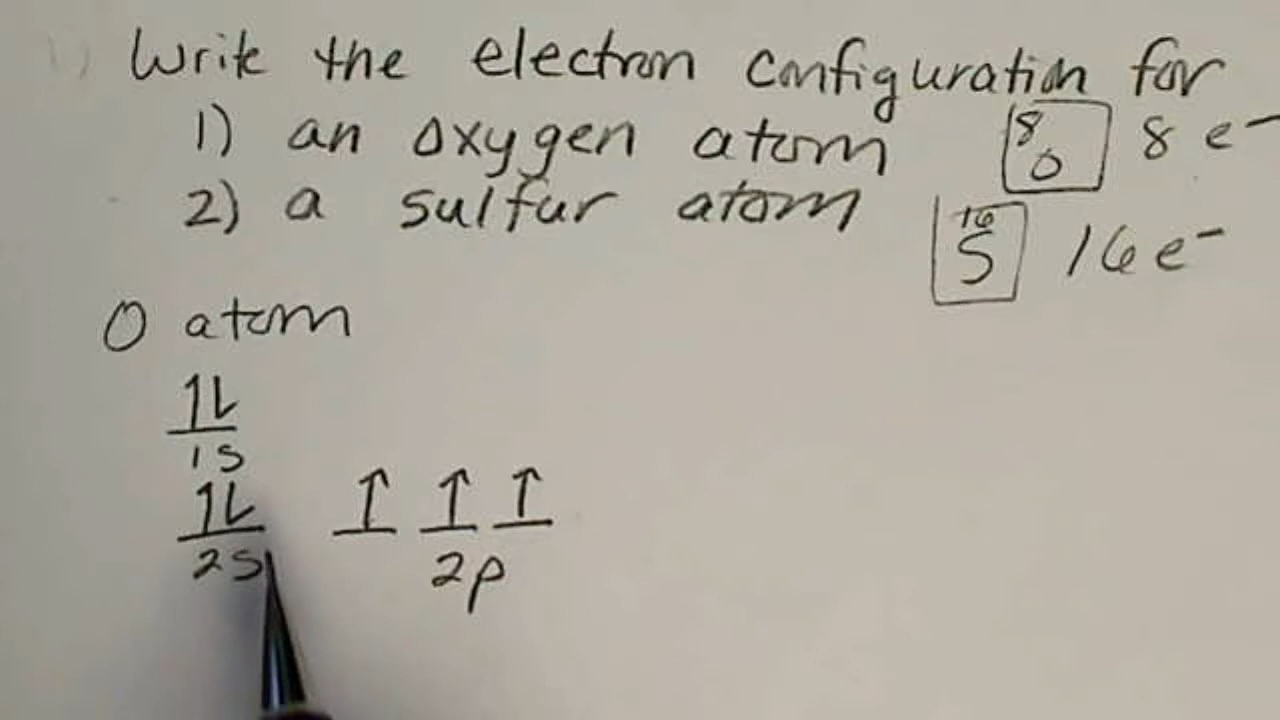 1) Write the electron configuration for
1) an oxygen atom 8 O 8 e⁻
2) a sulfur atom 16 S 16 e⁻
O atom
↿⇂
1s
↿⇂ ↑ ↑ ↑
2s 2p